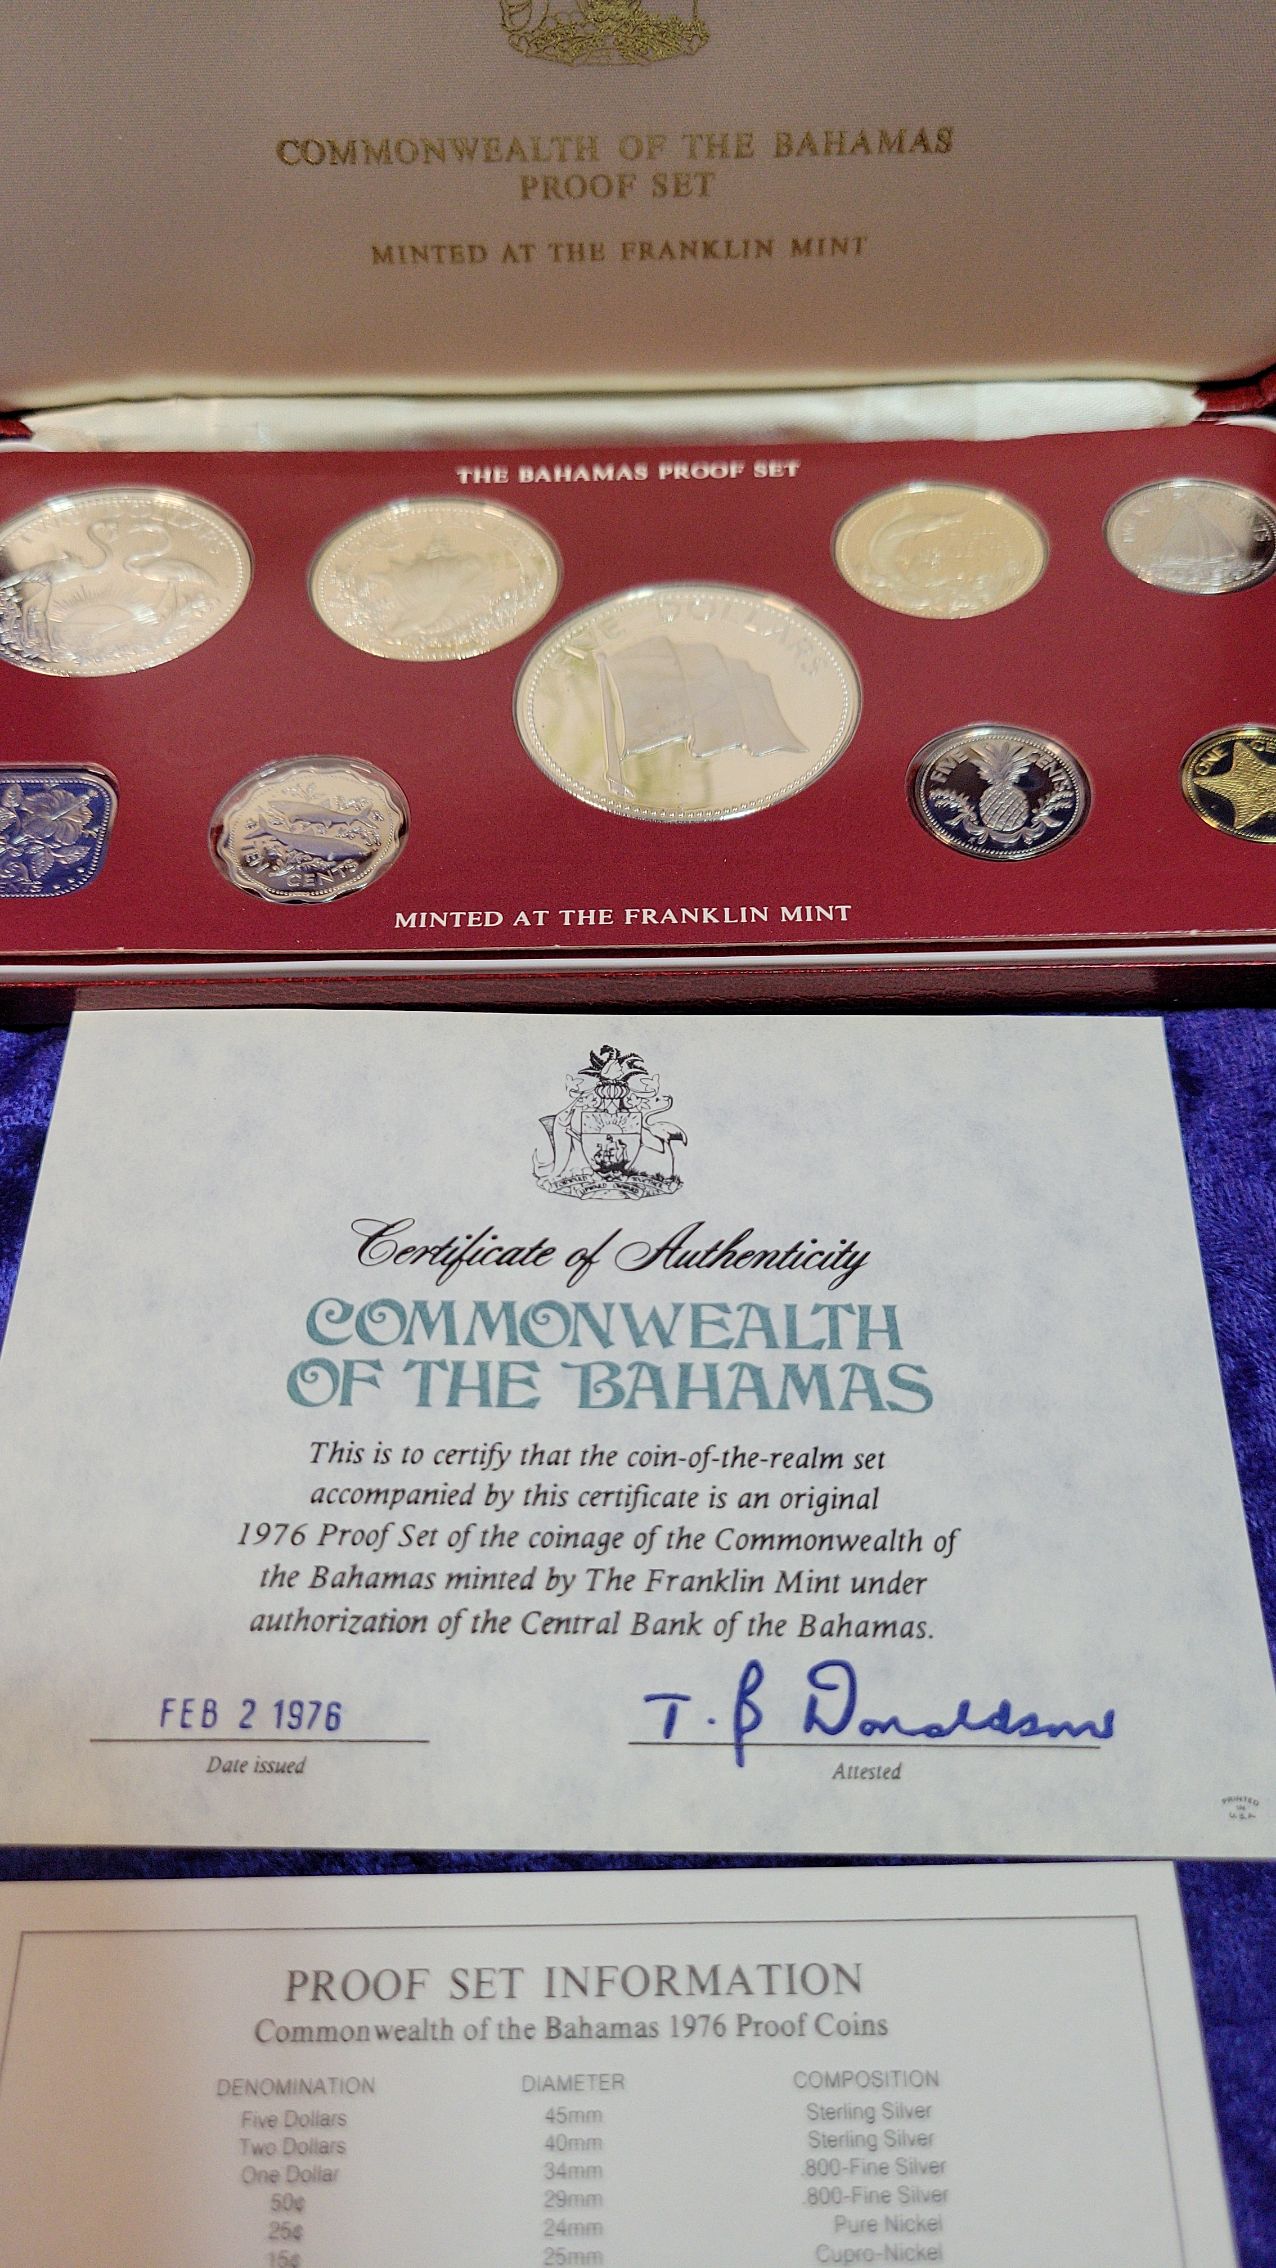 COMMONWEALTH OF THE BAHAMAS
PROOF SET
MINTED AT THE FRANKLIN MINT
THE BAHAMAS PROOF SET
FIVE DOLLARS
CENTS
FIVE CENTS
MINTED AT THE FRANKLIN MINT
Certificate of Authenticity
COMMONWEALTH
OF THE BAHAMAS
This is to certify that the coin-of-the-realm set
accompanied by this certificate is an original
1976 Proof Set of the coinage of the Commonwealth of
the Bahamas minted by The Franklin Mint under
authorization of the Central Bank of the Bahamas.
FEB 2 1976
Date issued
T. B Donaldson
Attested
PRINTED
IN
U.S.A.
PROOF SET INFORMATION
Commonwealth of the Bahamas 1976 Proof Coins
DENOMINATION DIAMETER COMPOSITION
Five Dollars 45mm Sterling Silver
Two Dollars 40mm Sterling Silver
One Dollar 34mm .800-Fine Silver
50¢ 29mm .800-Fine Silver
25¢ 24mm Pure Nickel
15¢ 25mm Cupro-Nickel